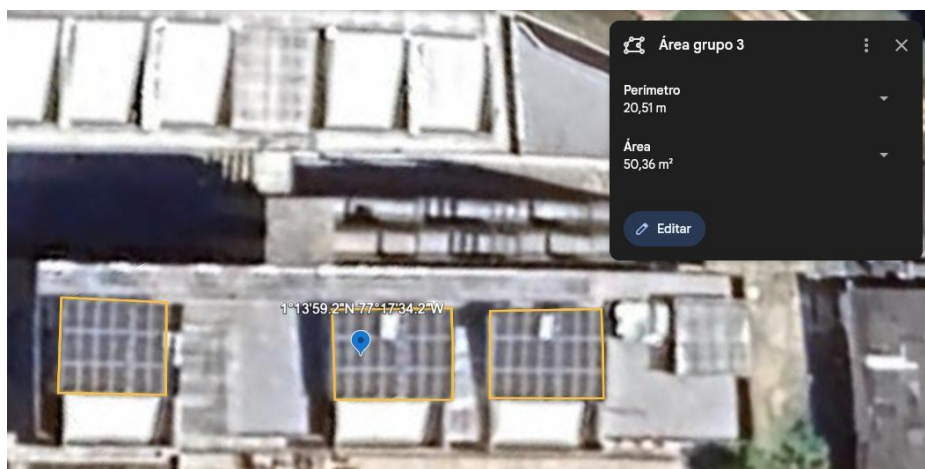 Área grupo 3
Perímetro
20,51 m
Área
50,36 m²
Editar
1°13'59.2"N 77°17'34.2"W